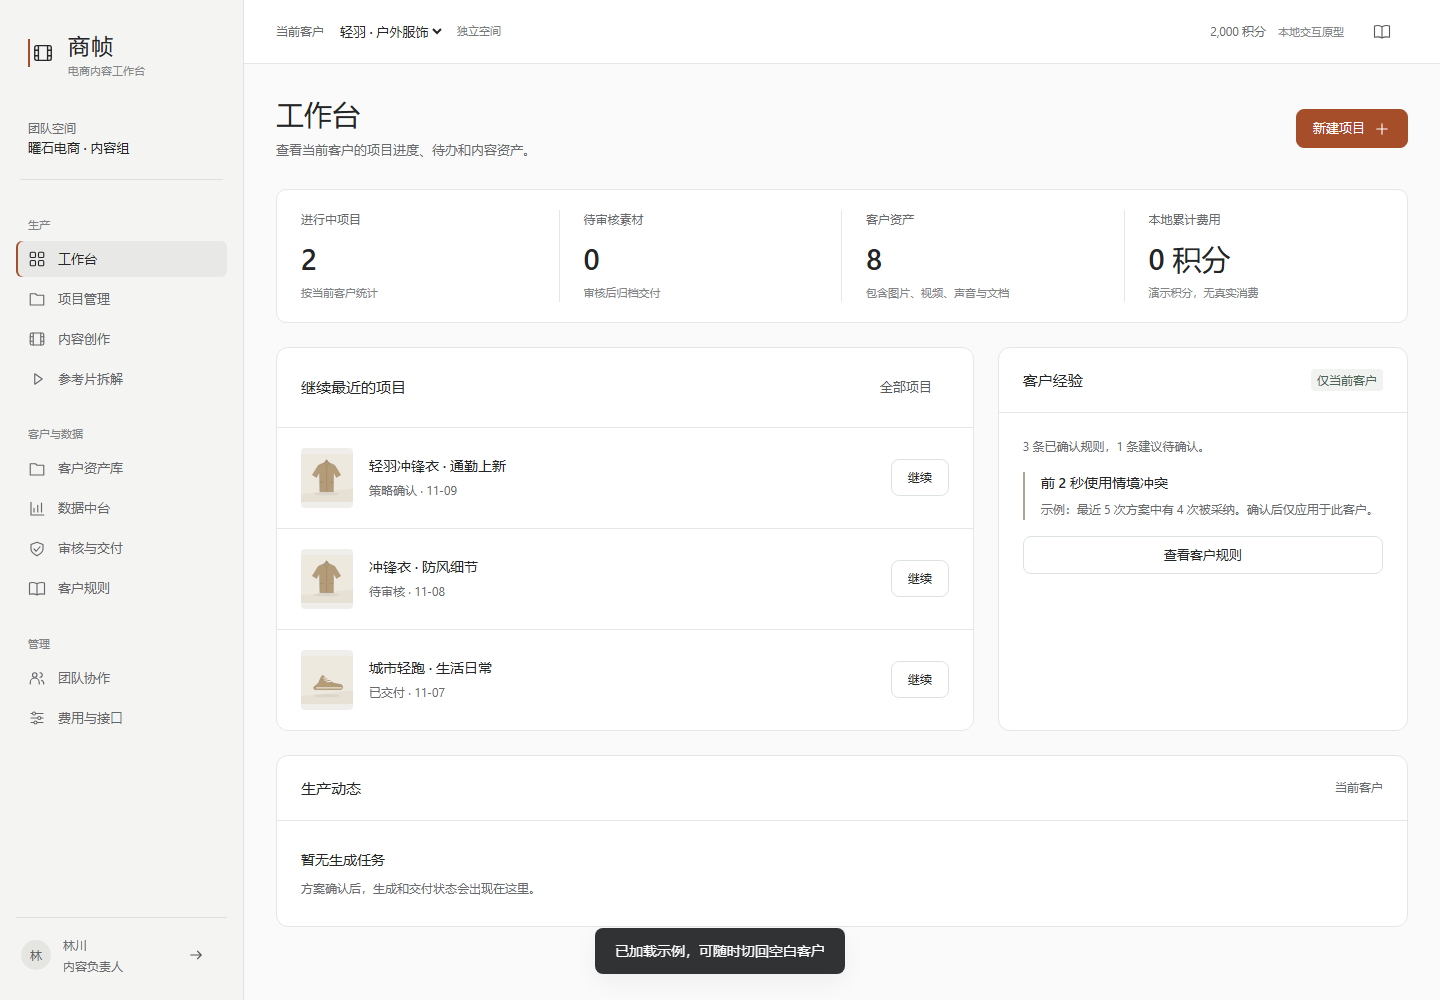 商帧
电商内容工作台
团队空间
曜石电商 · 内容组
生产
工作台
项目管理
内容创作
参考片拆解
客户与数据
客户资产库
数据中台
审核与交付
客户规则
管理
团队协作
费用与接口
林
林川
内容负责人
当前客户
轻羽 · 户外服饰
独立空间
2,000 积分
本地交互原型
工作台
查看当前客户的项目进度、待办和内容资产。
新建项目
进行中项目
2
按当前客户统计
待审核素材
0
审核后归档交付
客户资产
8
包含图片、视频、声音与文档
本地累计费用
0 积分
演示积分，无真实消费
继续最近的项目
全部项目
轻羽冲锋衣 · 通勤上新
策略确认 · 11-09
继续
冲锋衣 · 防风细节
待审核 · 11-08
继续
城市轻跑 · 生活日常
已交付 · 11-07
继续
客户经验
仅当前客户
3 条已确认规则，1 条建议待确认。
前 2 秒使用情境冲突
示例：最近 5 次方案中有 4 次被采纳。确认后仅应用于此客户。
查看客户规则
生产动态
当前客户
暂无生成任务
方案确认后，生成和交付状态会出现在这里。
已加载示例，可随时切回空白客户